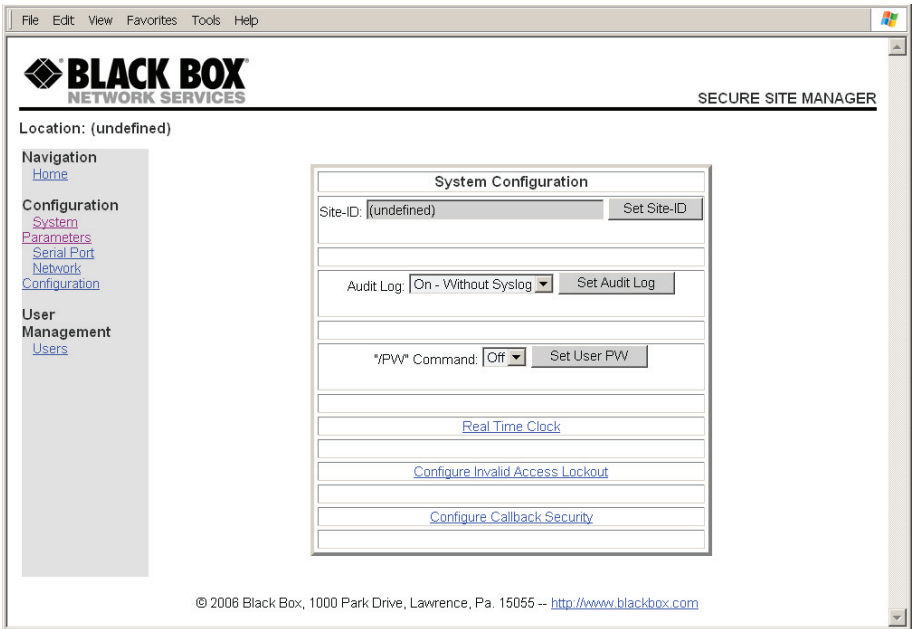 File Edit View Favorites Tools Help
BLACK BOX
NETWORK SERVICES
SECURE SITE MANAGER
Location: (undefined)
Navigation
Home
Configuration
System
Parameters
Serial Port
Network
Configuration
User
Management
Users
System Configuration
Site-ID: (undefined) Set Site-ID
Audit Log: On - Without Syslog Set Audit Log
"/PW" Command: Off Set User PW
Real Time Clock
Configure Invalid Access Lockout
Configure Callback Security
© 2006 Black Box, 1000 Park Drive, Lawrence, Pa. 15055 -- http://www.blackbox.com